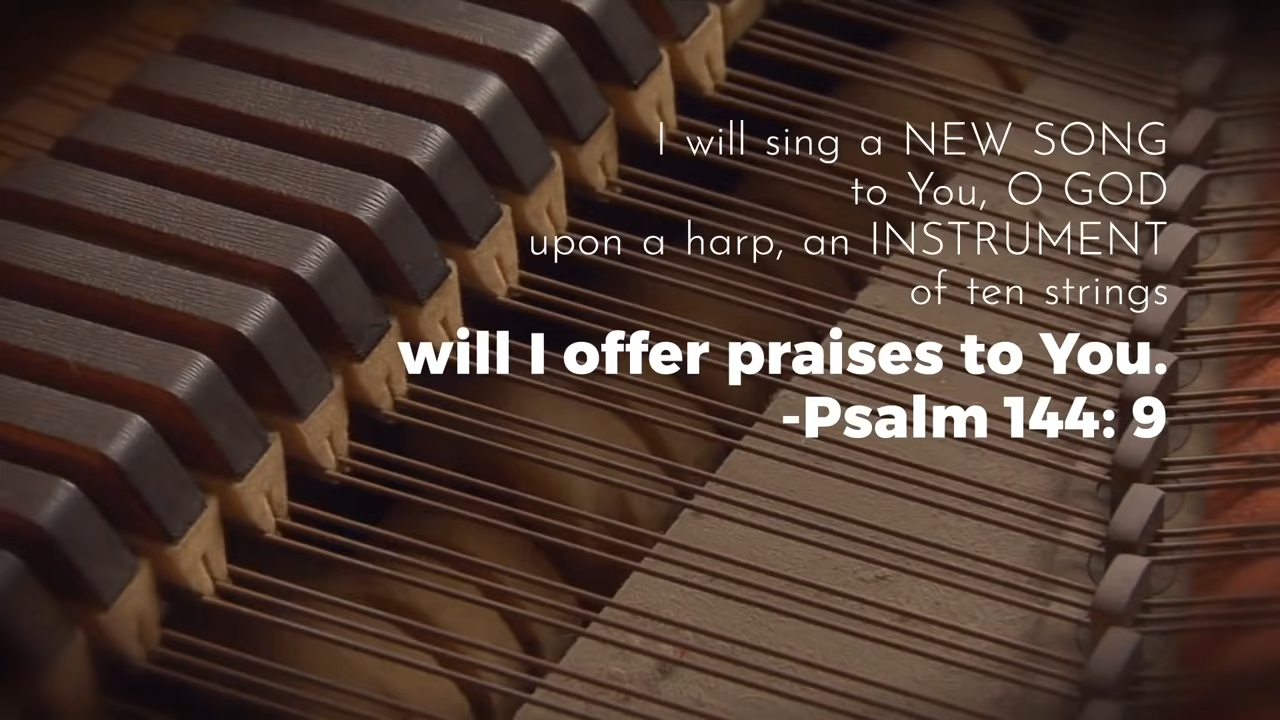 I will sing a NEW SONG
to You, O GOD
upon a harp, an INSTRUMENT
of ten strings
will I offer praises to You.
-Psalm 144: 9